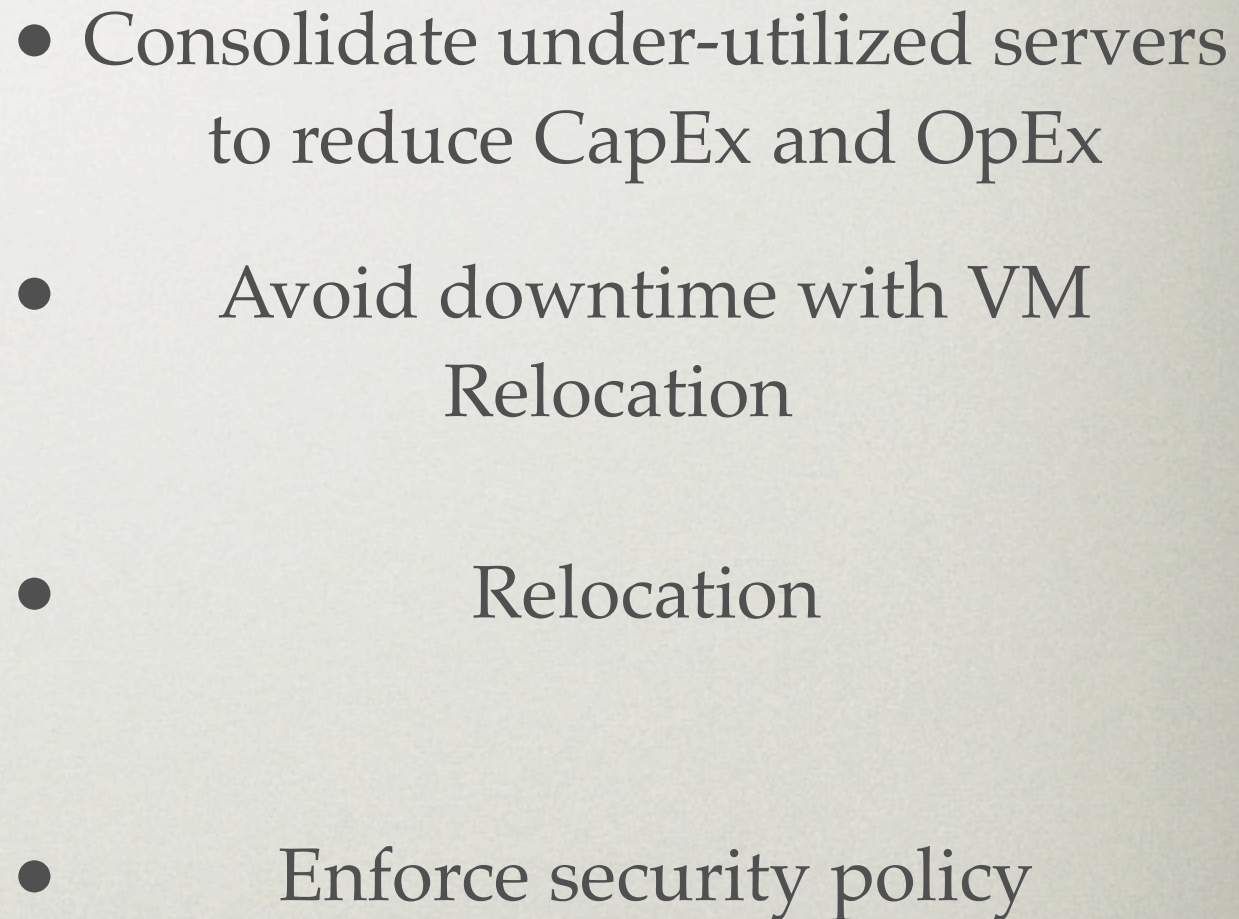 • Consolidate under-utilized servers
to reduce CapEx and OpEx
• Avoid downtime with VM
Relocation
• Relocation
• Enforce security policy